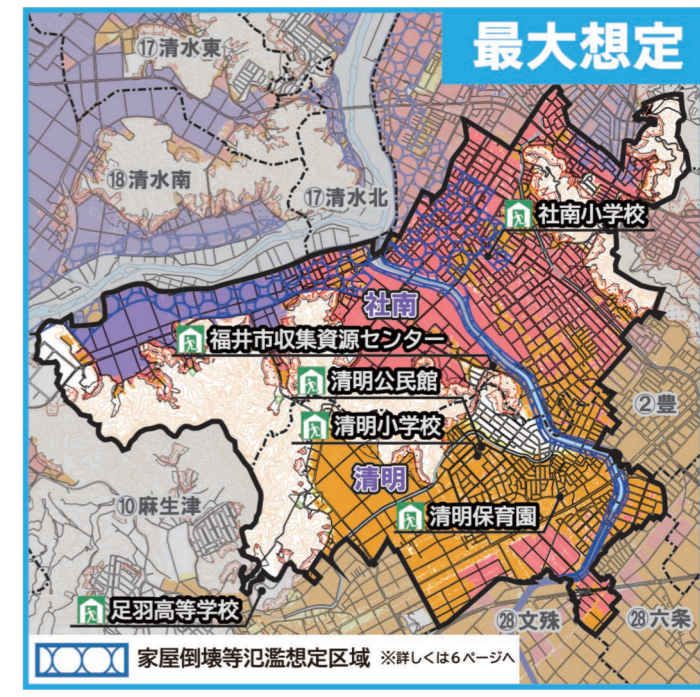 最大想定
⑰清水東
⑱清水南
⑰清水北
社南小学校
社南
福井市収集資源センター
清明公民館
②豊
清明小学校
清明
⑩麻生津
清明保育園
足羽高等学校
㉘文殊
㉘六条
家屋倒壊等氾濫想定区域 ※詳しくは6ページへ